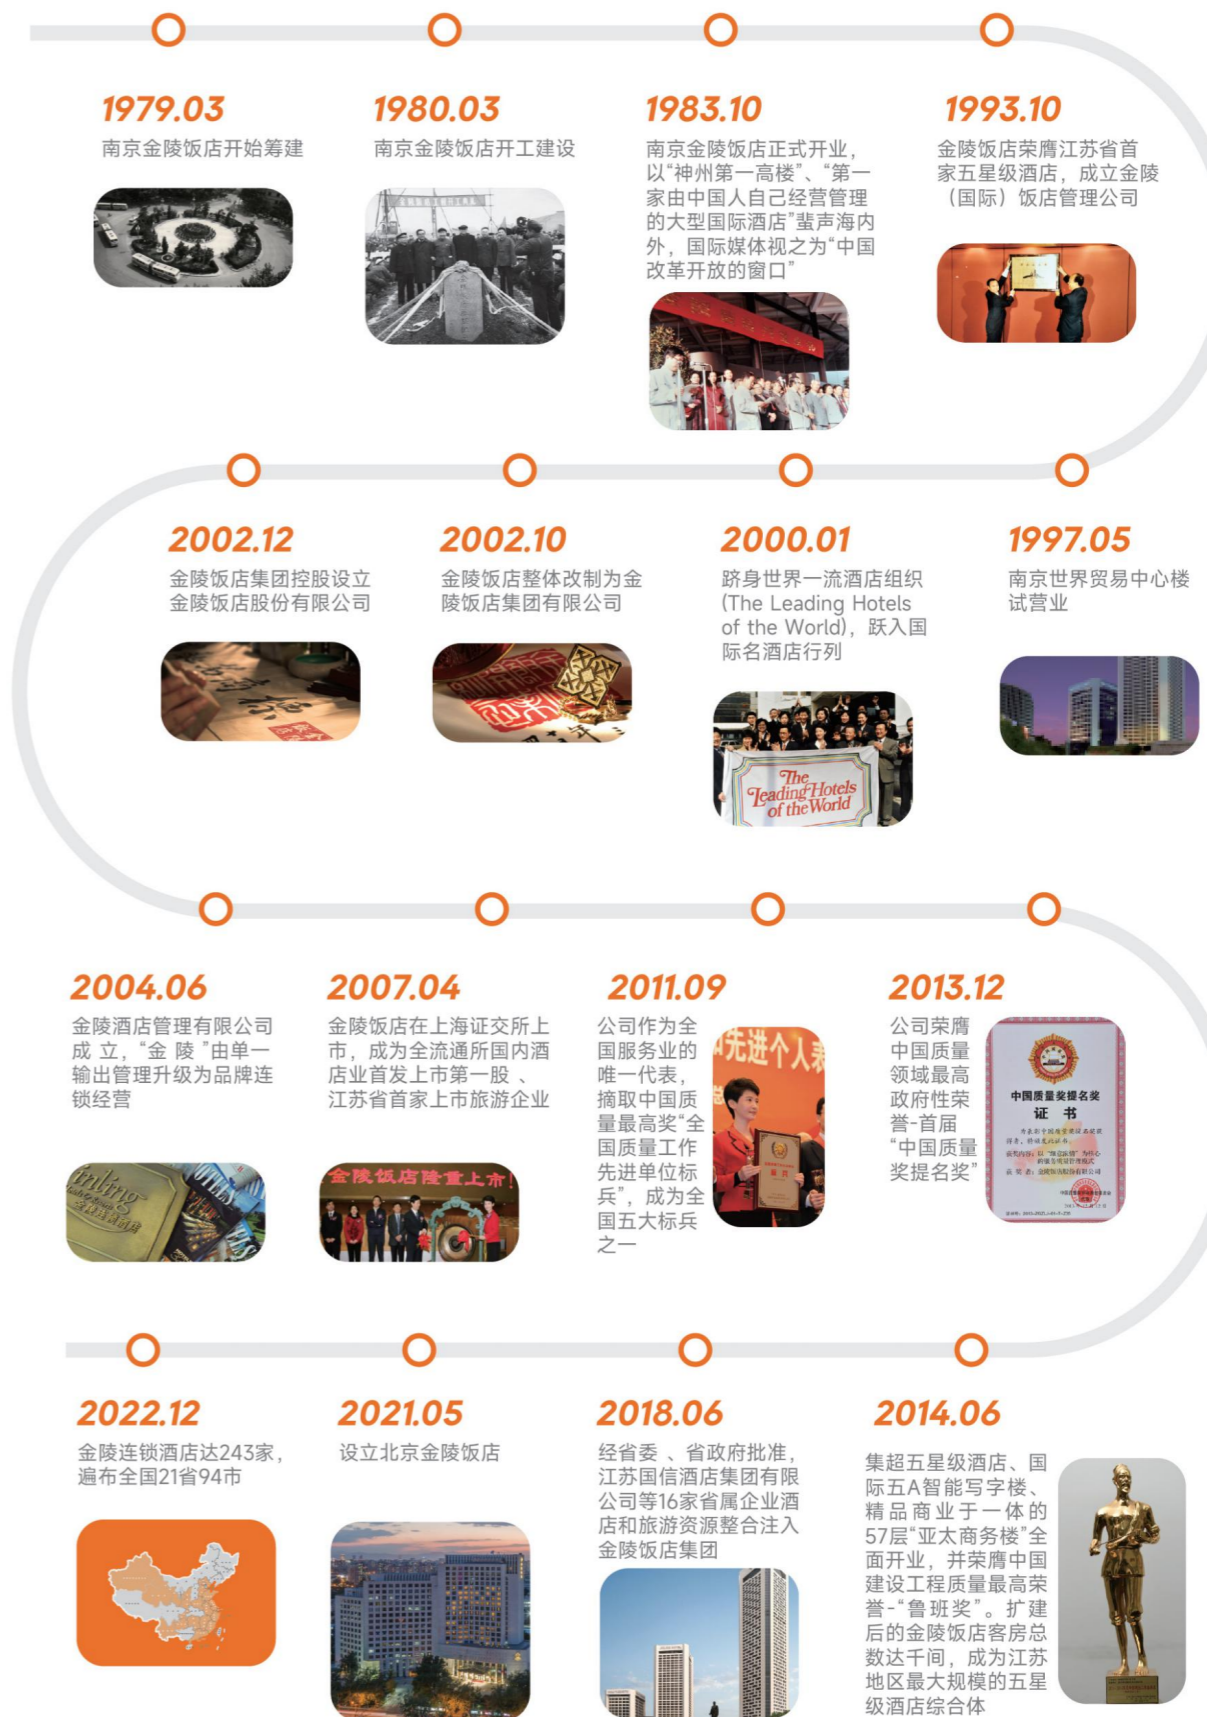 1979.03
南京金陵饭店开始筹建
1980.03
南京金陵饭店开工建设
1983.10
南京金陵饭店正式开业，
以“神州第一高楼”、“第一
家由中国人自己经营管理
的大型国际酒店”蜚声海内
外，国际媒体视之为“中国
改革开放的窗口”
1993.10
金陵饭店荣膺江苏省首
家五星级酒店，成立金陵
（国际）饭店管理公司
1997.05
南京世界贸易中心楼
试营业
2000.01
跻身世界一流酒店组织
(The Leading Hotels
of the World)，跃入国
际名酒店行列
The
Leading Hotels
of the World
2002.10
金陵饭店整体改制为金
陵饭店集团有限公司
2002.12
金陵饭店集团控股设立
金陵饭店股份有限公司
2004.06
金陵酒店管理有限公司
成 立，“金 陵 ”由单一
输出管理升级为品牌连
锁经营
2007.04
金陵饭店在上海证交所上
市，成为全流通所国内酒
店业首发上市第一股 、
江苏省首家上市旅游企业
金陵饭店隆重上市！
2011.09
公司作为全
国服务业的
唯一代表，
摘取中国质
量最高奖“全
国质量工作
先进单位标
兵”，成为全
国五大标兵
之一
和先进个人表
2013.12
公司荣膺
中国质量
领域最高
政府性荣
誉-首届
“中国质量
奖提名奖”
中国质量奖提名奖
证 书
2014.06
集超五星级酒店、国
际五A智能写字楼、
精品商业于一体的
57层“亚太商务楼”全
面开业，并荣膺中国
建设工程质量最高荣
誉-“鲁班奖”。扩建
后的金陵饭店客房总
数达千间，成为江苏
地区最大规模的五星
级酒店综合体
2018.06
经省委 、省政府批准，
江苏国信酒店集团有限
公司等16家省属企业酒
店和旅游资源整合注入
金陵饭店集团
2021.05
设立北京金陵饭店
2022.12
金陵连锁酒店达243家，
遍布全国21省94市